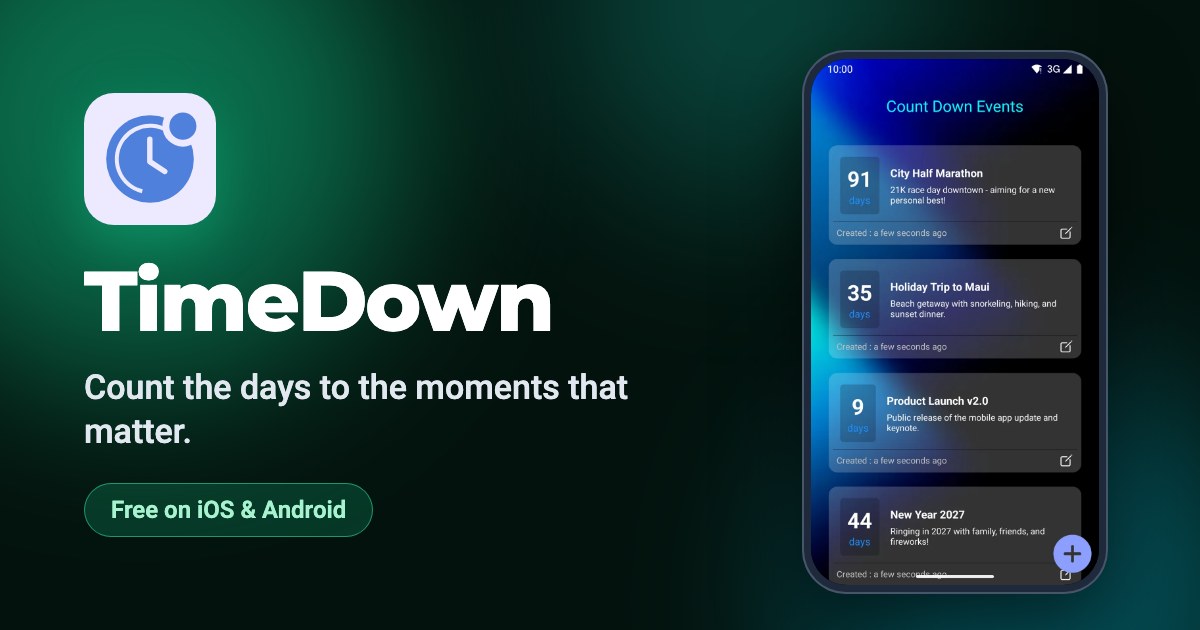 TimeDown
Count the days to the moments that
matter.
Free on iOS & Android
10:00
3G
Count Down Events
91
days
City Half Marathon
21K race day downtown - aiming for a new
personal best!
Created : a few seconds ago
35
days
Holiday Trip to Maui
Beach getaway with snorkeling, hiking, and
sunset dinner.
Created : a few seconds ago
9
days
Product Launch v2.0
Public release of the mobile app update and
keynote.
Created : a few seconds ago
44
days
New Year 2027
Ringing in 2027 with family, friends, and
fireworks!
Created : a few seconds ago